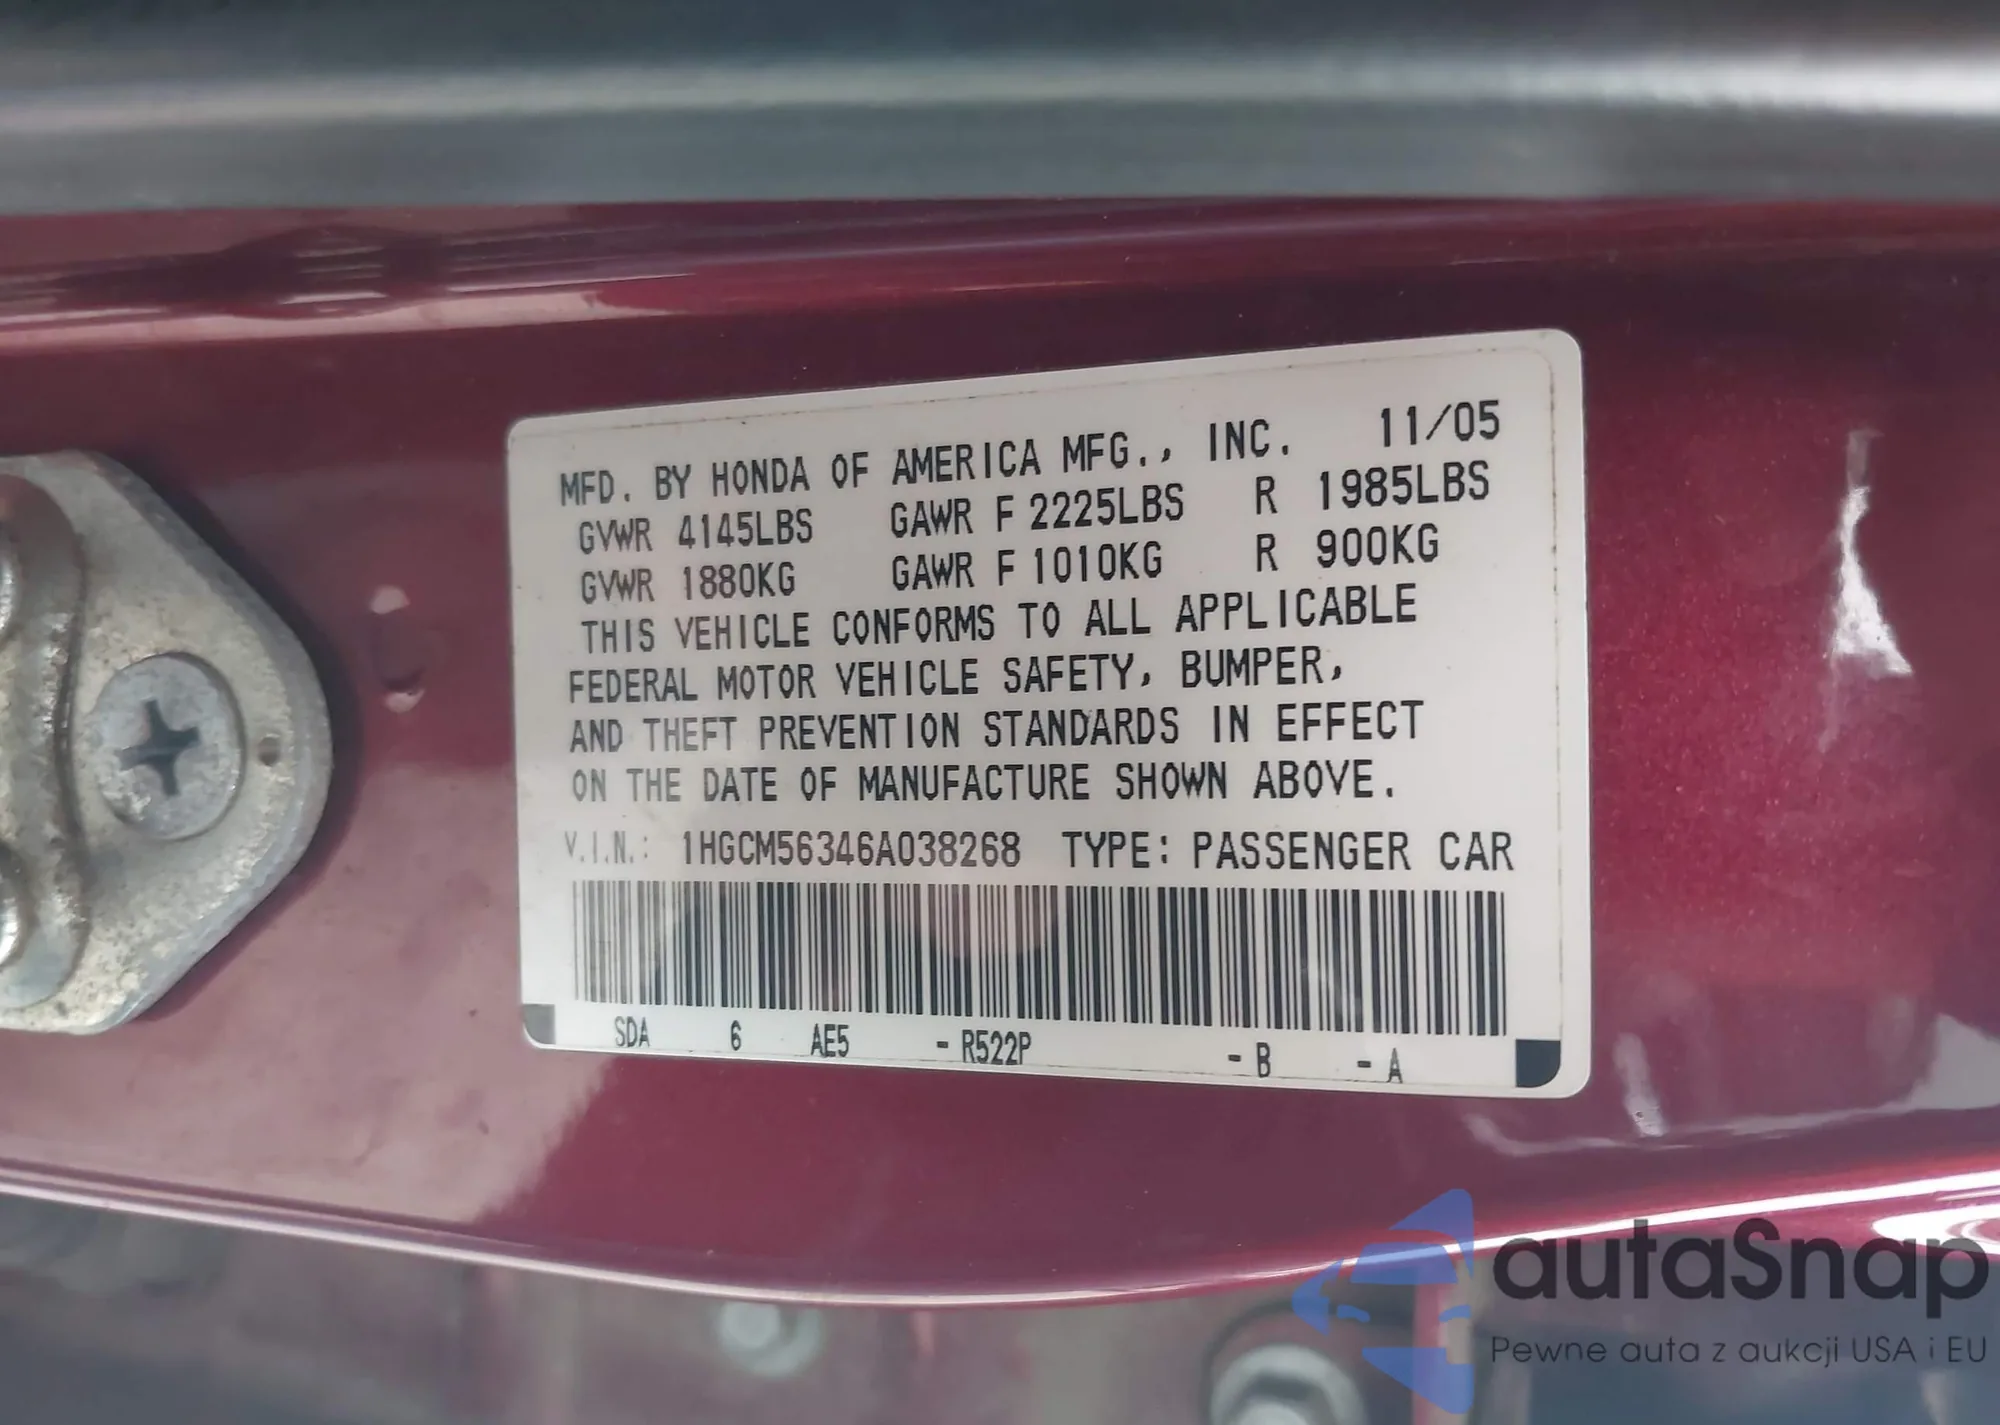 MFD. BY HONDA OF AMERICA MFG., INC. 11/05
GVWR 4145LBS GAWR F 2225LBS R 1985LBS
GVWR 1880KG GAWR F 1010KG R 900KG
THIS VEHICLE CONFORMS TO ALL APPLICABLE
FEDERAL MOTOR VEHICLE SAFETY, BUMPER,
AND THEFT PREVENTION STANDARDS IN EFFECT
ON THE DATE OF MANUFACTURE SHOWN ABOVE.
V.I.N.: 1HGCM56346A038268 TYPE: PASSENGER CAR
SDA 6 AE5 - R522P - B - A
autaSnap
Pewne auta z aukcji USA i EU